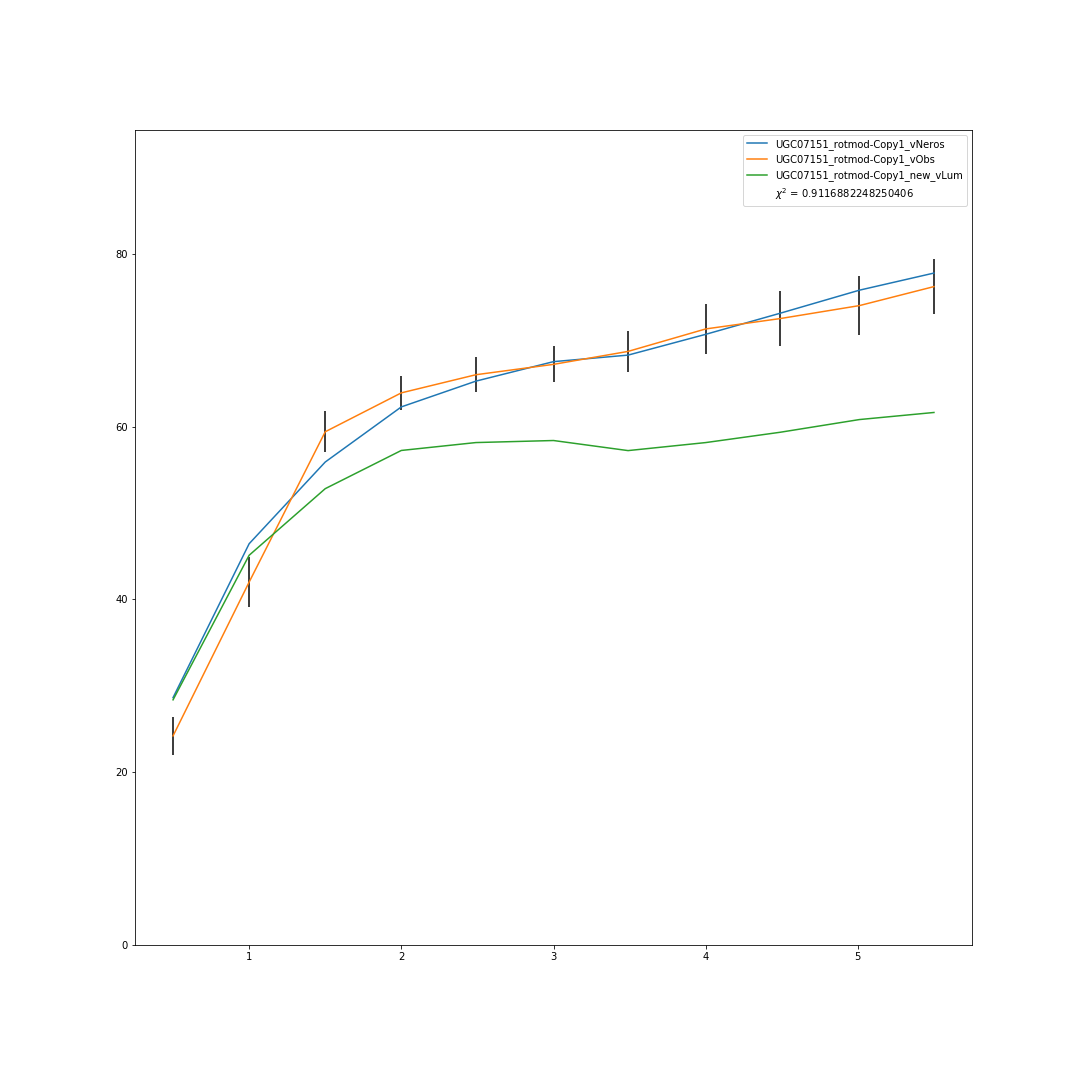 UGC07151_rotmod-Copy1_vNeros
UGC07151_rotmod-Copy1_vObs
UGC07151_rotmod-Copy1_new_vLum
χ² = 0.9116882248250406
80
60
40
20
0
1 2 3 4 5